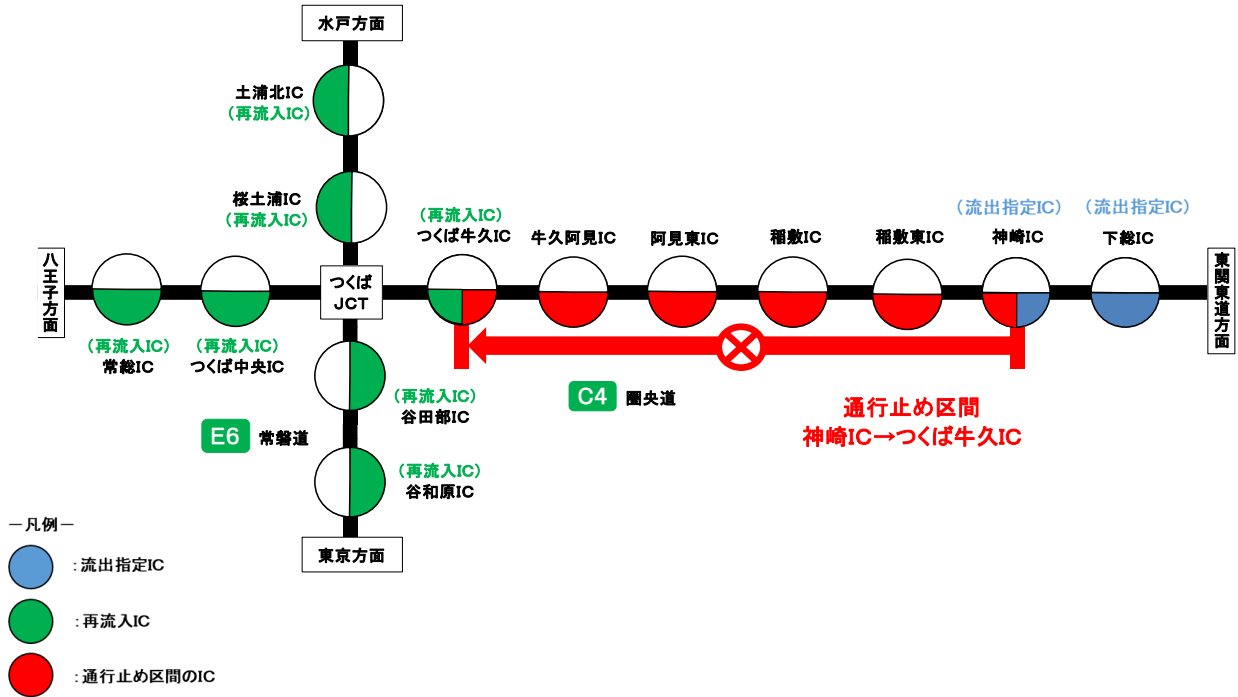 水戸方面
土浦北IC
（再流入IC）
桜土浦IC
（再流入IC）
（再流入IC）
つくば牛久IC
牛久阿見IC
阿見東IC
稲敷IC
稲敷東IC
（流出指定IC）
神崎IC
（流出指定IC）
下総IC
八王子方面
つくば
JCT
東関東道方面
（再流入IC）
常総IC
（再流入IC）
つくば中央IC
（再流入IC）
谷田部IC
C4 圏央道
通行止め区間
神崎IC→つくば牛久IC
E6 常磐道
（再流入IC）
谷和原IC
東京方面
－凡例－
：流出指定IC
：再流入IC
：通行止め区間のIC